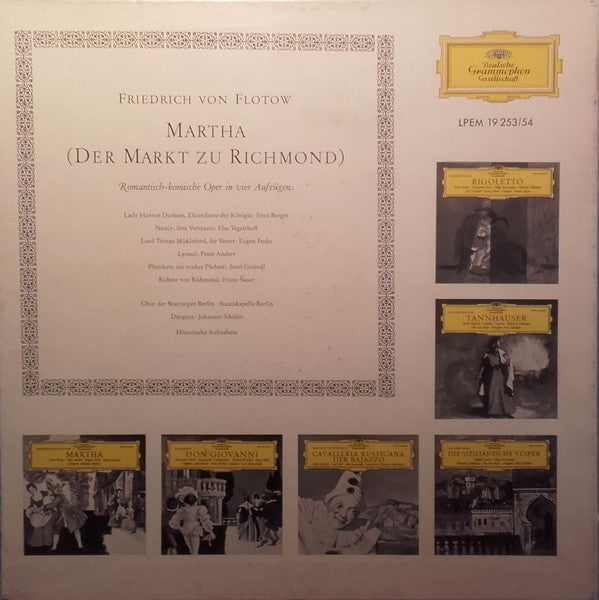 FRIEDRICH VON FLOTOW
MARTHA
(DER MARKT ZU RICHMOND)
Romantisch-komische Oper in vier Aufzügen
Lady Harriet Durham, Ehrendame der Königin: Erna Berger
Nancy, ihre Vertraute: Else Tegetthoff
Lord Tristan Mickleford, ihr Vetter: Eugen Fuchs
Lyonel: Peter Anders
Plumkett, ein reicher Pächter: Josef Greindl
Richter von Richmond: Franz Sauer
Chor der Staatsoper Berlin · Staatskapelle Berlin
Dirigent: Johannes Schüler
Historische Aufnahme
Deutsche
Grammophon
Gesellschaft
LPEM 19 253/54
RIGOLETTO
TANNHÄUSER
MARTHA
DON GIOVANNI
CAVALLERIA RUSTICANA
DER BAJAZZO
DIE SIZILIANISCHE VESPER